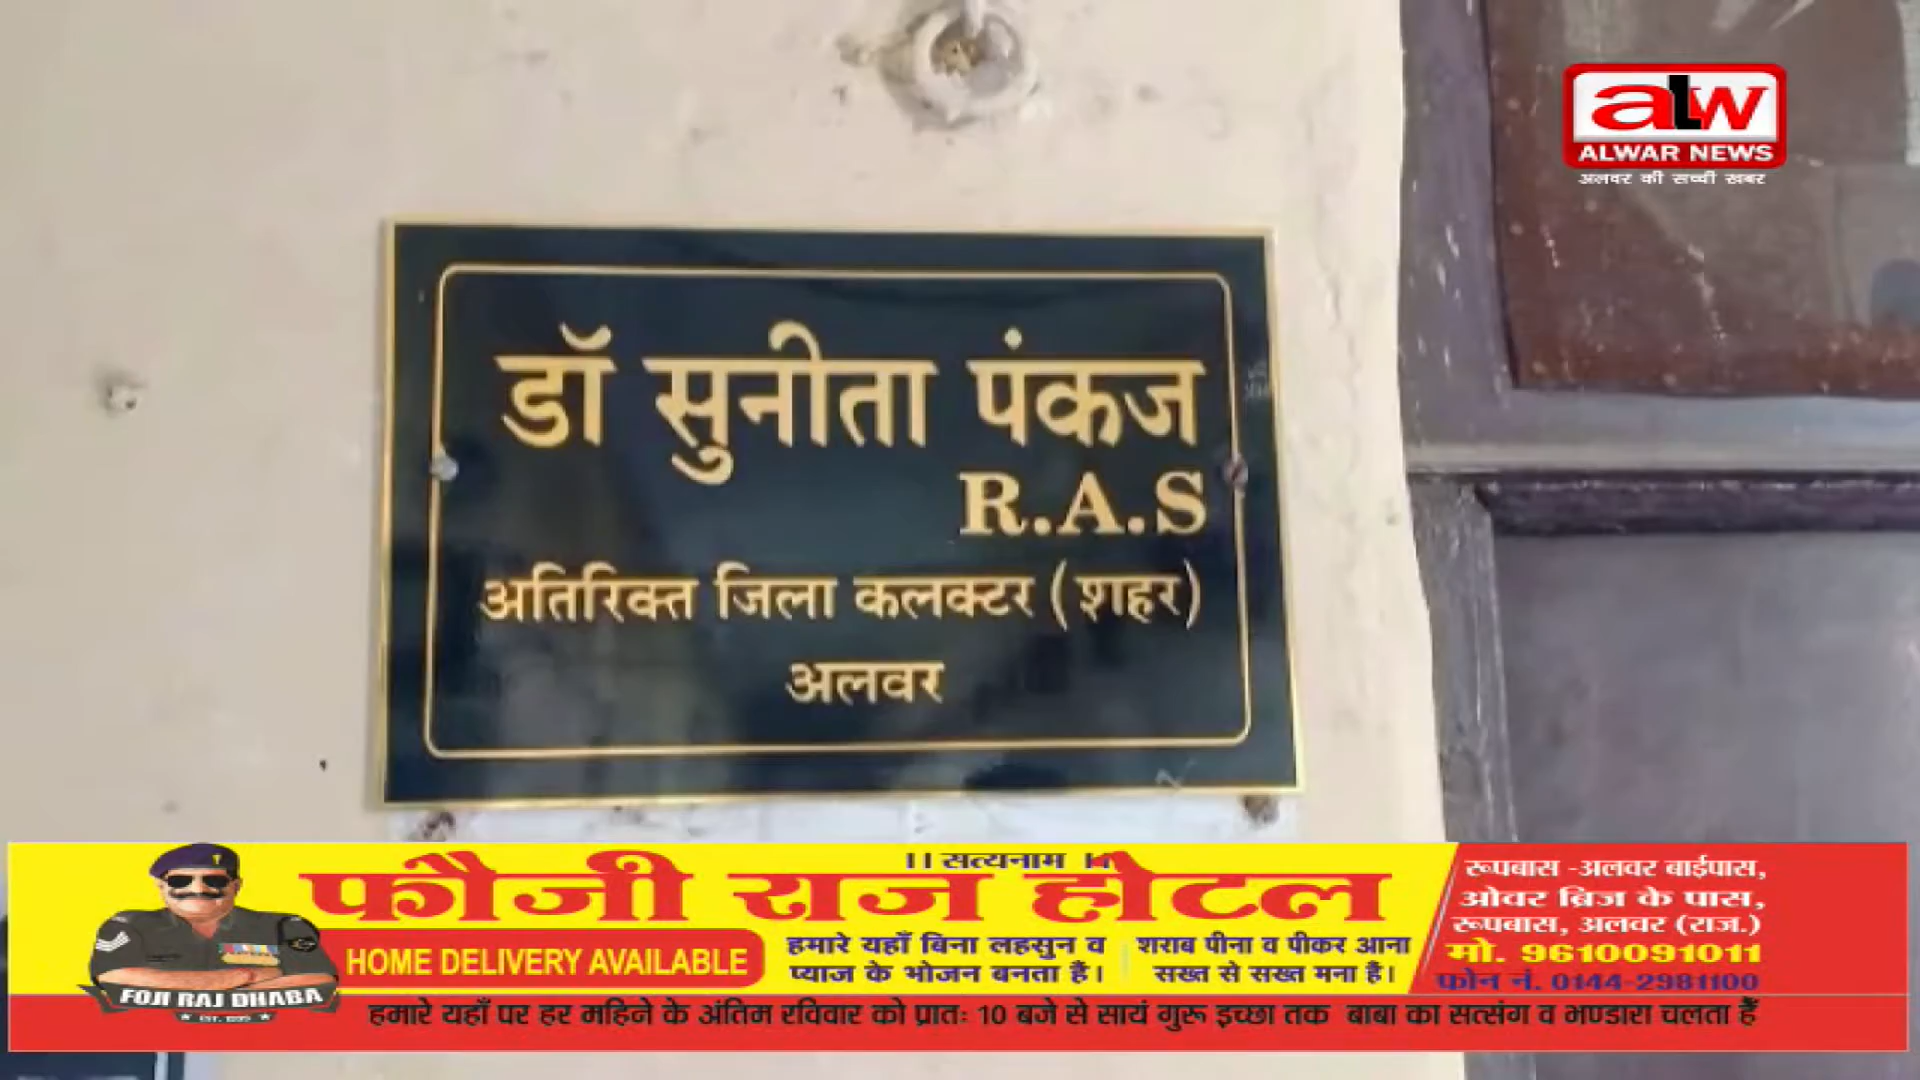 alw
ALWAR NEWS
अलवर की सच्ची खबर
डॉ सुनीता पंकज
R.A.S
अतिरिक्त जिला कलक्टर (शहर)
अलवर
।। सत्यनाम ।।
फौजी राज होटल
HOME DELIVERY AVAILABLE
हमारे यहाँ बिना लहसुन व
प्याज के भोजन बनता है।
शराब पीना व पीकर आना
सख्त से सख्त मना है।
रूपबास -अलवर बाईपास,
ओवर ब्रिज के पास,
रूपबास, अलवर (राज.)
मो. 9610091011
फोन नं. 0144-2981100
FOJI RAJ DHABA
हमारे यहाँ पर हर महिने के अंतिम रविवार को प्रातः 10 बजे से सायं गुरू इच्छा तक बाबा का सत्संग व भण्डारा चलता हैं